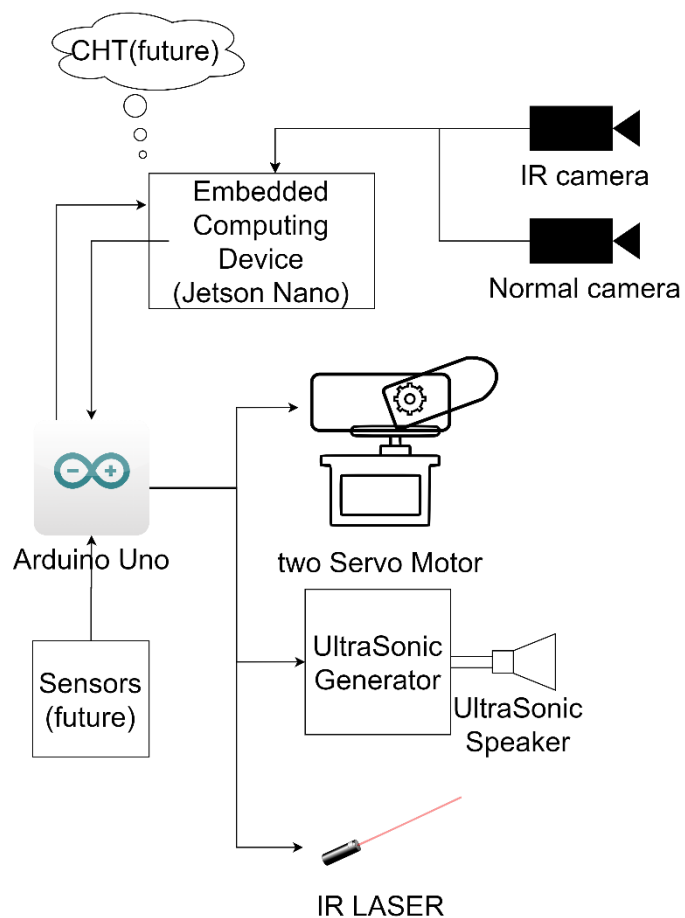 CHT(future)
IR camera
Embedded
Computing
Device
(Jetson Nano)
Normal camera
Arduino Uno
two Servo Motor
UltraSonic
Generator
Sensors
(future)
UltraSonic
Speaker
IR LASER